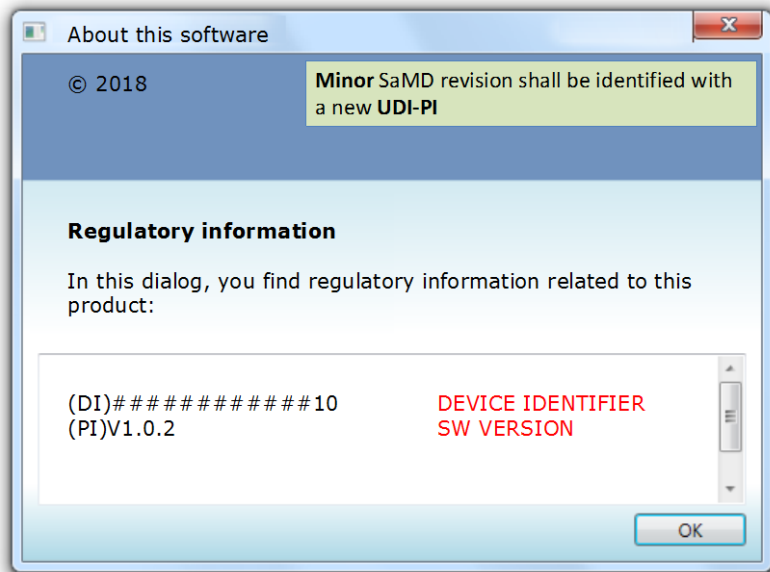 About this software
© 2018
Minor SaMD revision shall be identified with
a new UDI-PI
Regulatory information
In this dialog, you find regulatory information related to this
product:
(DI)############10 DEVICE IDENTIFIER
(PI)V1.0.2 SW VERSION
OK